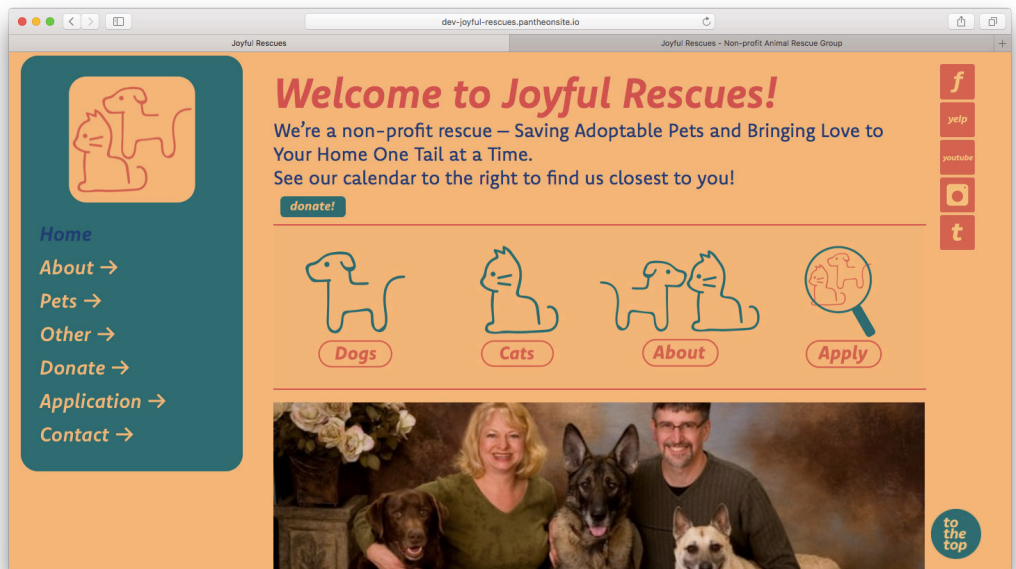 dev-joyful-rescues.pantheonsite.io
Joyful Rescues
Joyful Rescues - Non-profit Animal Rescue Group
Home
About →
Pets →
Other →
Donate →
Application →
Contact →
Welcome to Joyful Rescues!
We're a non-profit rescue – Saving Adoptable Pets and Bringing Love to
Your Home One Tail at a Time.
See our calendar to the right to find us closest to you!
donate!
Dogs
Cats
About
Apply
f
yelp
youtube
t
to
the
top